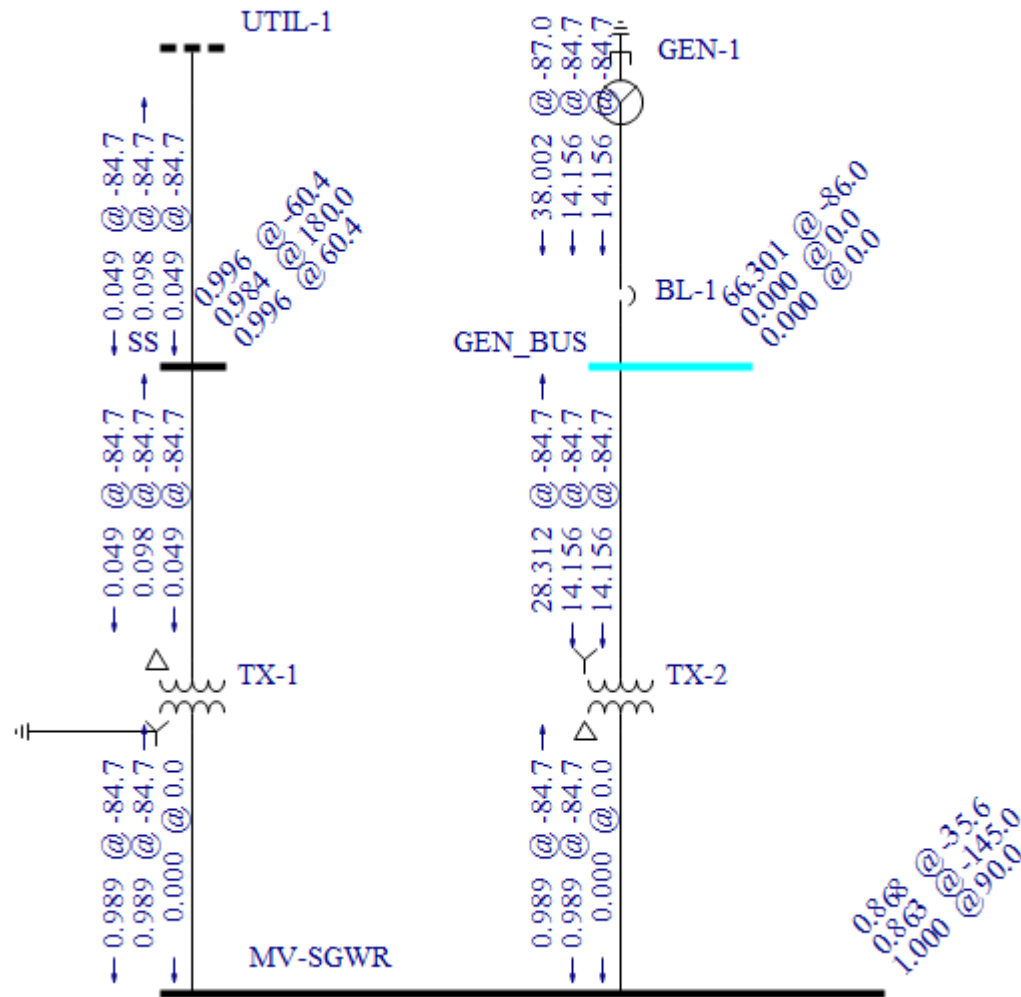 UTIL-1
0.049 @ -84.7
0.098 @ -84.7
0.049 @ -84.7
SS
0.996 @ -60.4
0.984 @ 180.0
0.996 @ 60.4
0.049 @ -84.7
0.098 @ -84.7
0.049 @ -84.7
TX-1
0.989 @ -84.7
0.989 @ -84.7
0.000 @ 0.0
GEN-1
38.002 @ -87.0
14.156 @ -84.7
14.156 @ -84.7
BL-1
GEN_BUS
66.301 @ -86.0
0.000 @ 0.0
0.000 @ 0.0
28.312 @ -84.7
14.156 @ -84.7
14.156 @ -84.7
TX-2
0.989 @ -84.7
0.989 @ -84.7
0.000 @ 0.0
MV-SGWR
0.868 @ -35.6
0.863 @ -145.0
1.000 @ 90.0